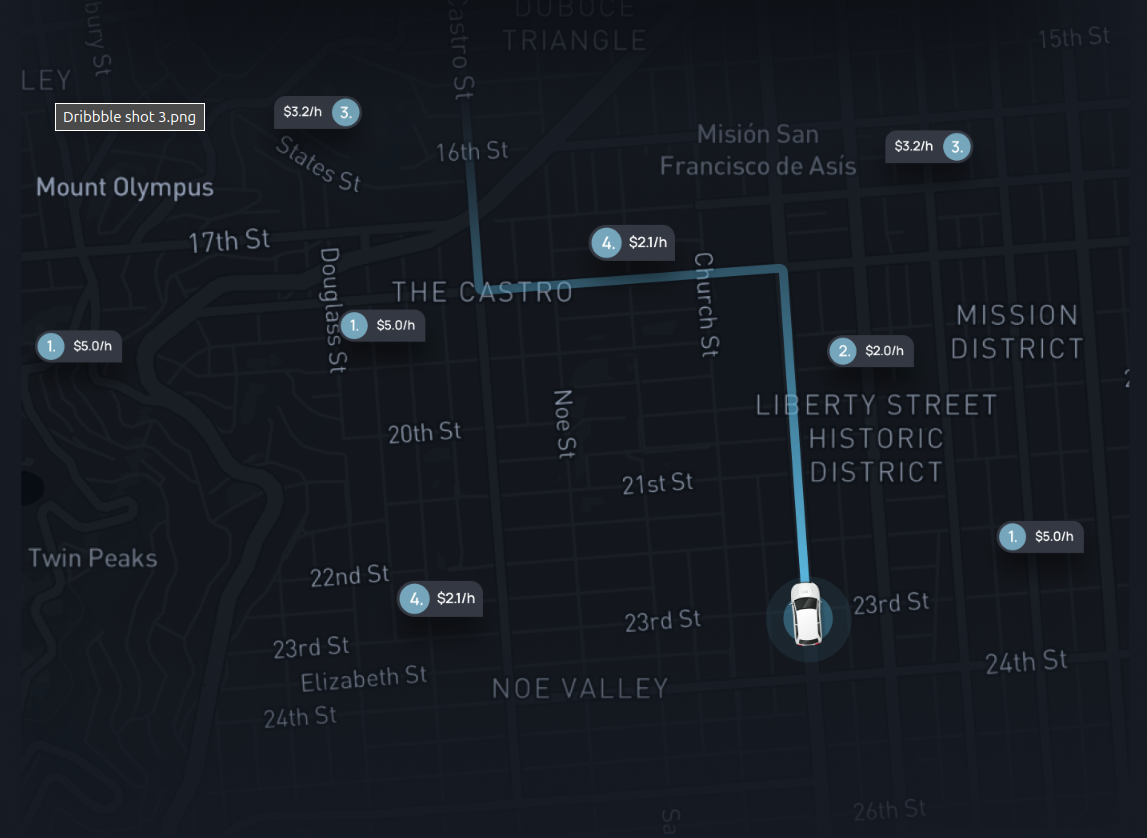 DUBOCE
TRIANGLE
Castro St
15th St
LEY
Dribbble shot 3.png
$3.2/h 3.
States St
16th St
Misión San
Francisco de Asís
$3.2/h 3.
Mount Olympus
17th St
4. $2.1/h
Douglass St
THE CASTRO
Church St
1. $5.0/h
1. $5.0/h
2. $2.0/h
MISSION
DISTRICT
LIBERTY STREET
HISTORIC
DISTRICT
20th St
Noe St
21st St
1. $5.0/h
Twin Peaks
22nd St
4. $2.1/h
23rd St
23rd St
23rd St
Elizabeth St
24th St
NOE VALLEY
24th St
26th St